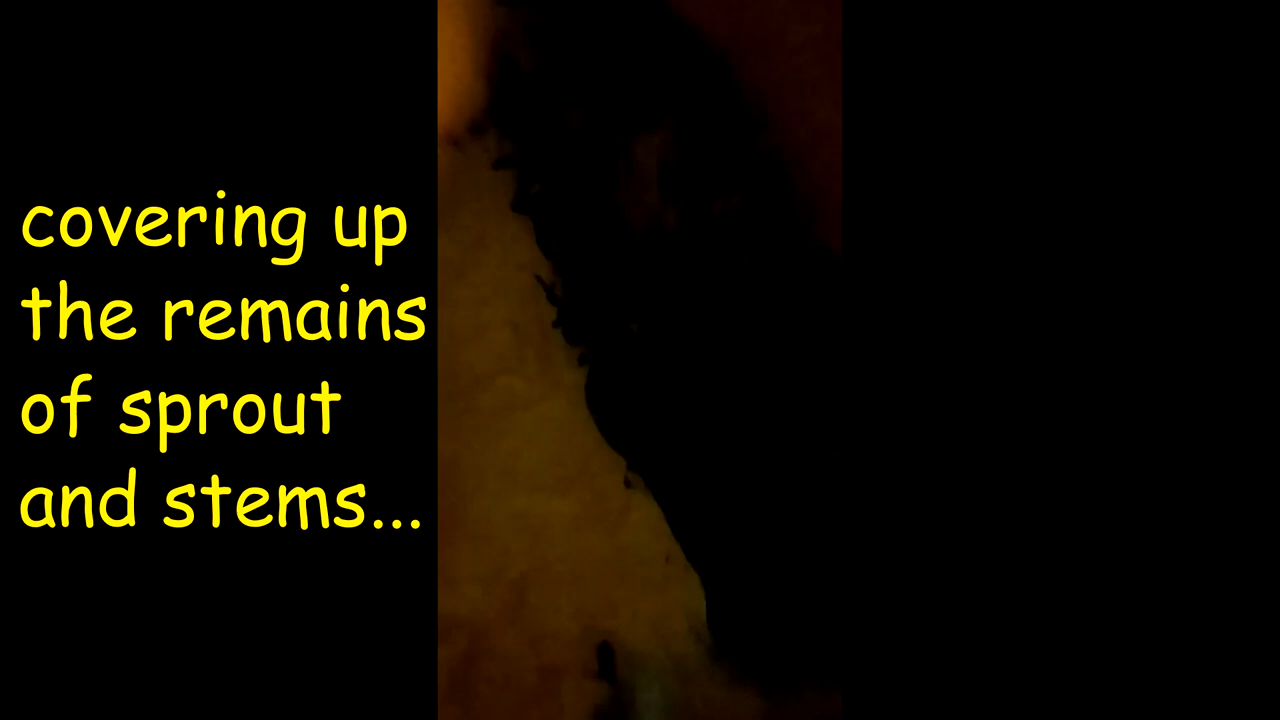 covering up
the remains
of sprout
and stems...